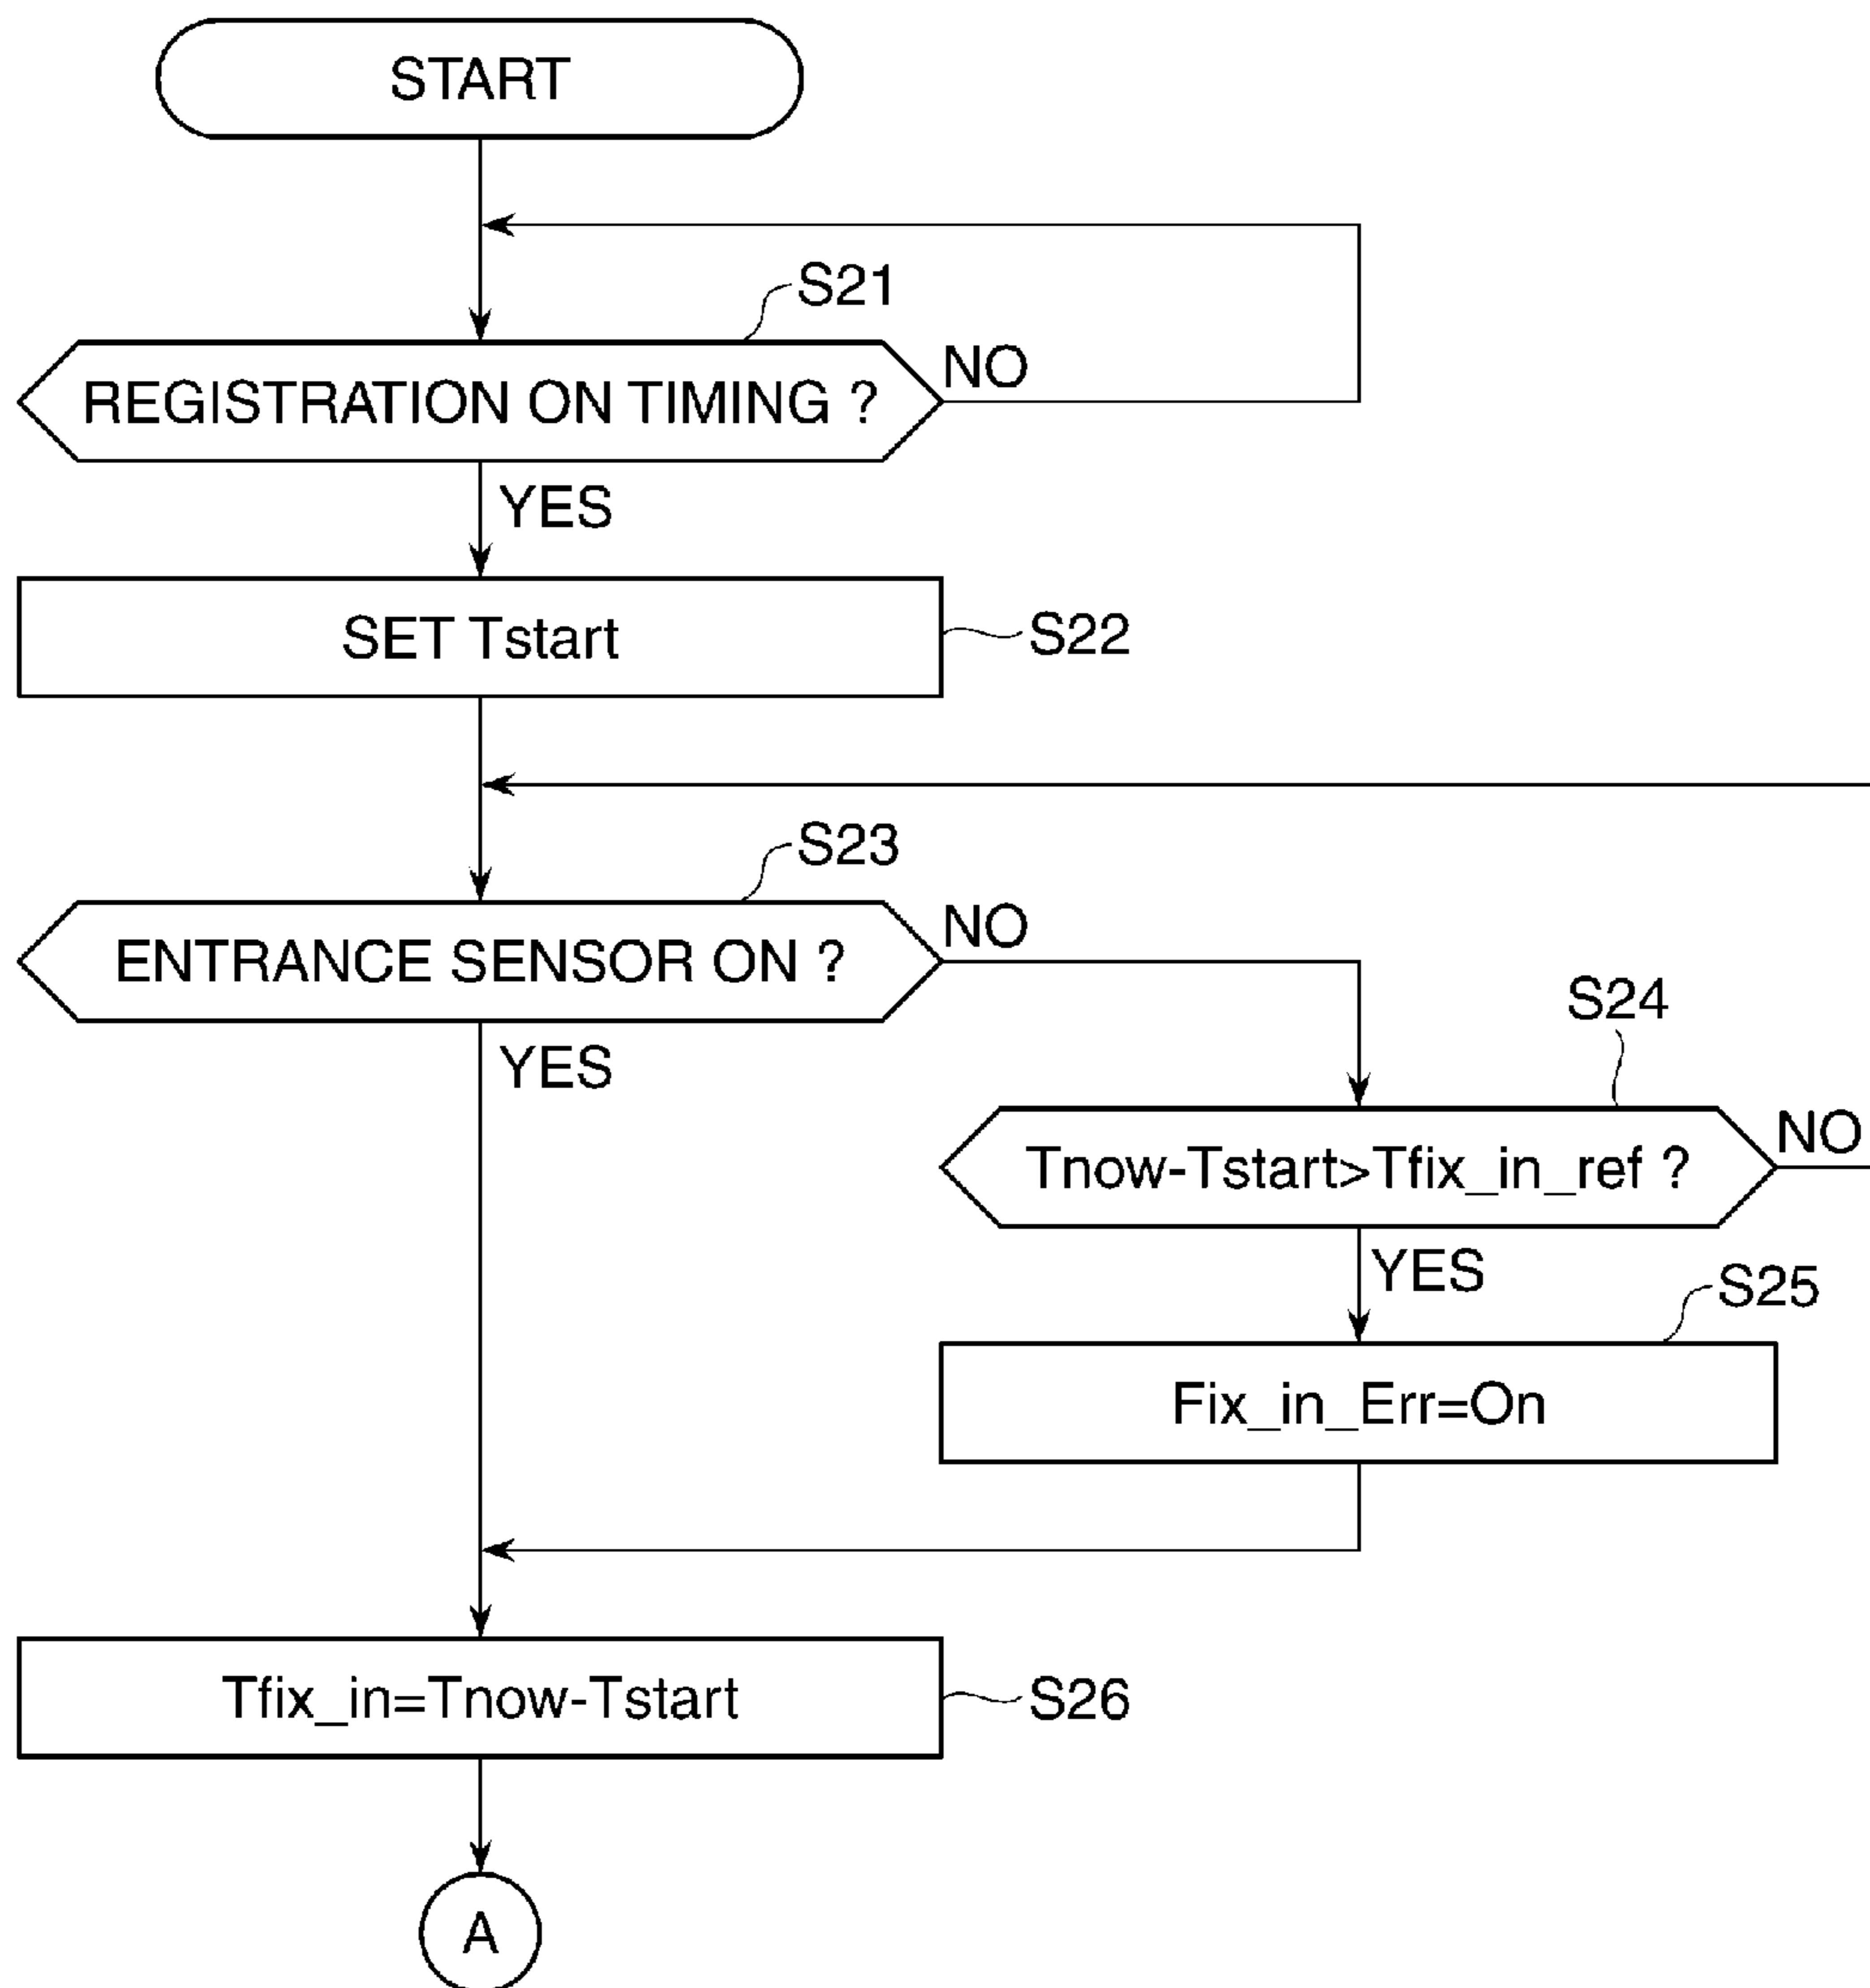 START
S21
REGISTRATION ON TIMING ?
NO
YES
SET Tstart
S22
S23
ENTRANCE SENSOR ON ?
NO
YES
S24
Tnow-Tstart>Tfix_in_ref ?
NO
YES
S25
Fix_in_Err=On
Tfix_in=Tnow-Tstart
S26
A